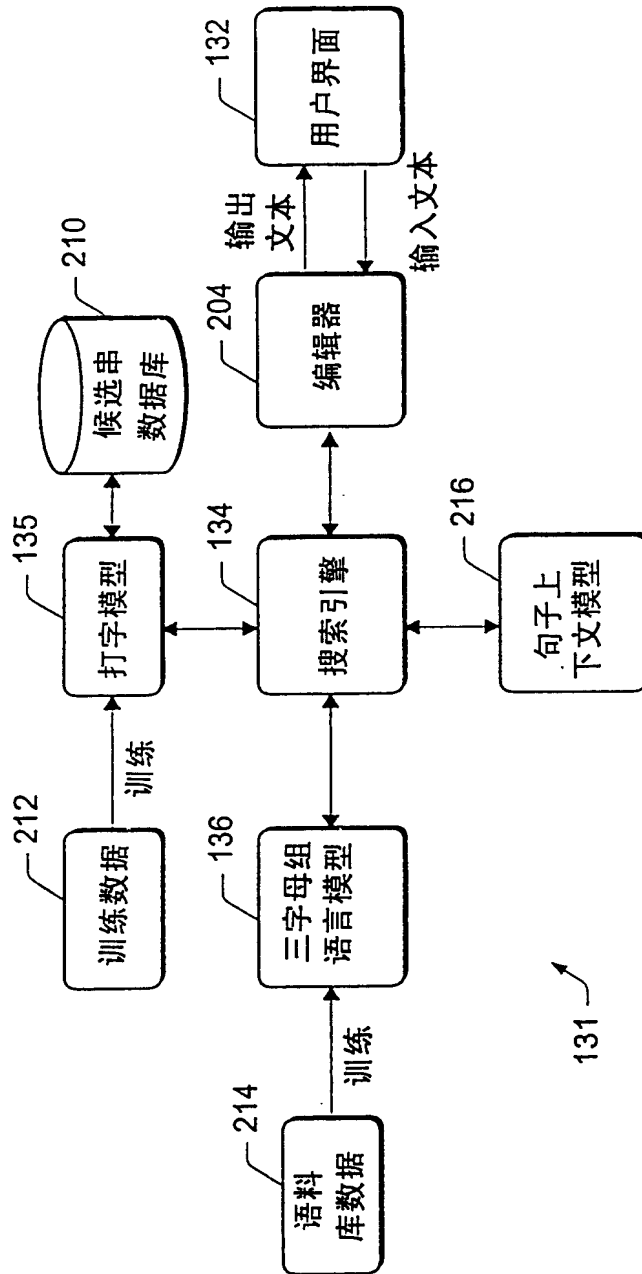 210
候选串
数据库
212
训练数据
训练
135
打字模型
214
语料
库数据
训练
136
三字母组
语言模型
134
搜索引擎
204
编辑器
输出
文本
输入文本
132
用户界面
216
句子上
下文模型
131